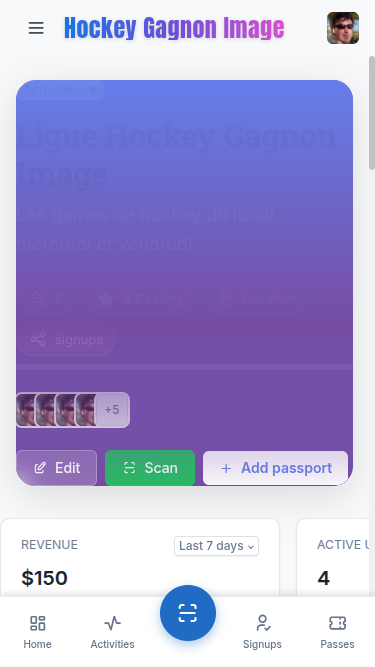 Hockey Gagnon Image
Activities
Ligue Hockey Gagnon
Image
Les games de hockey du lundi,
mercredi et vendredi.
5
4.8 rating
Location
signups
+5
Edit
Scan
Add passport
REVENUE
Last 7 days
ACTIVE U
$150
4
Home
Activities
Signups
Passes